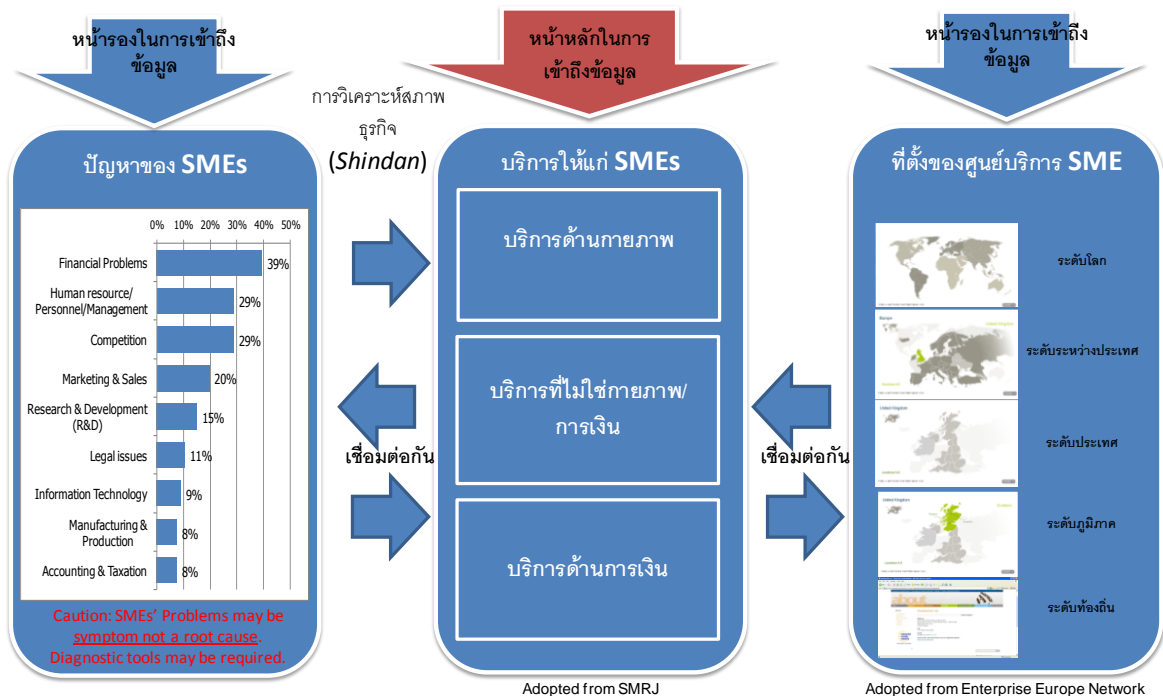 หน้ารองในการเข้าถึง
ข้อมูล
หน้าหลักในการ
เข้าถึงข้อมูล
หน้ารองในการเข้าถึง
ข้อมูล
การวิเคราะห์สภาพ
ธุรกิจ
(Shindan)
ปัญหาของ SMEs
0% 10% 20% 30% 40% 50%
Financial Problems 39%
Human resource/
Personnel/Management 29%
Competition 29%
Marketing & Sales 20%
Research & Development
(R&D) 15%
Legal issues 11%
Information Technology 9%
Manufacturing &
Production 8%
Accounting & Taxation 8%
Caution: SMEs' Problems may be
symptom not a root cause.
Diagnostic tools may be required.
เชื่อมต่อกัน
บริการให้แก่ SMEs
บริการด้านกายภาพ
บริการที่ไม่ใช่กายภาพ/
การเงิน
บริการด้านการเงิน
Adopted from SMRJ
เชื่อมต่อกัน
ที่ตั้งของศูนย์บริการ SME
ระดับโลก
Europe
United Kingdom
ระดับระหว่างประเทศ
United Kingdom
ระดับประเทศ
United Kingdom
ระดับภูมิภาค
about
ระดับท้องถิ่น
Adopted from Enterprise Europe Network